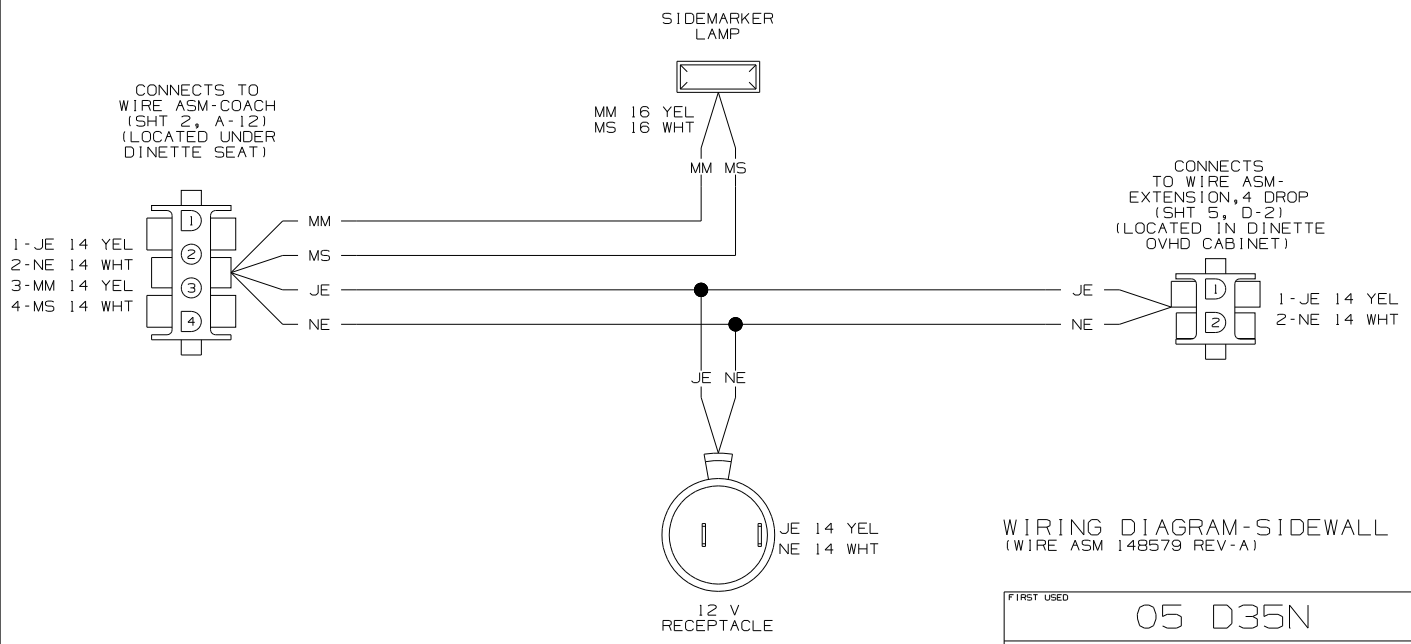 SIDEMARKER
LAMP
CONNECTS TO
WIRE ASM-COACH
(SHT 2, A-12)
(LOCATED UNDER
DINETTE SEAT)
MM 16 YEL
MS 16 WHT
MM MS
CONNECTS
TO WIRE ASM-
EXTENSION,4 DROP
(SHT 5, D-2)
(LOCATED IN DINETTE
OVHD CABINET)
1
2
3
4
1-JE 14 YEL
2-NE 14 WHT
3-MM 14 YEL
4-MS 14 WHT
MM
MS
JE
NE
JE
NE
1
2
1-JE 14 YEL
2-NE 14 WHT
JE NE
JE 14 YEL
NE 14 WHT
12 V
RECEPTACLE
WIRING DIAGRAM-SIDEWALL
(WIRE ASM 148579 REV-A)
FIRST USED
05 D35N